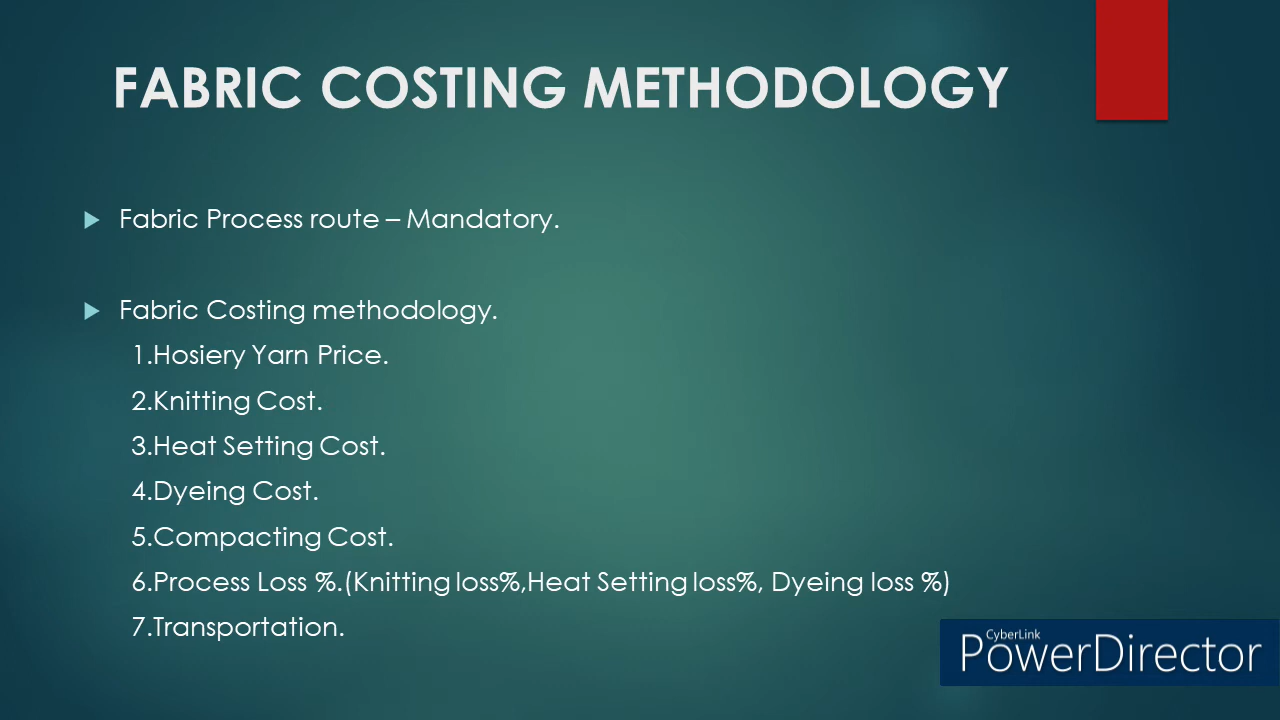 FABRIC COSTING METHODOLOGY
Fabric Process route – Mandatory.
Fabric Costing methodology.
1.Hosiery Yarn Price.
2.Knitting Cost.
3.Heat Setting Cost.
4.Dyeing Cost.
5.Compacting Cost.
6.Process Loss %.(Knitting loss%,Heat Setting loss%, Dyeing loss %)
7.Transportation.
CyberLink
PowerDirector